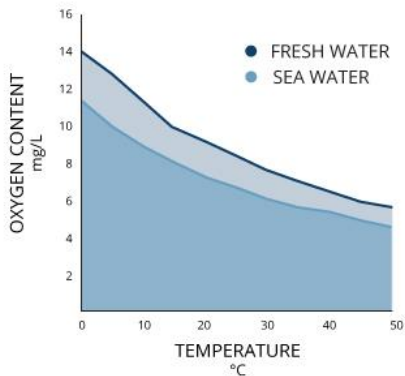 16
14
12
10
8
6
4
2
OXYGEN CONTENT
mg/L
FRESH WATER
SEA WATER
0 10 20 30 40 50
TEMPERATURE
°C